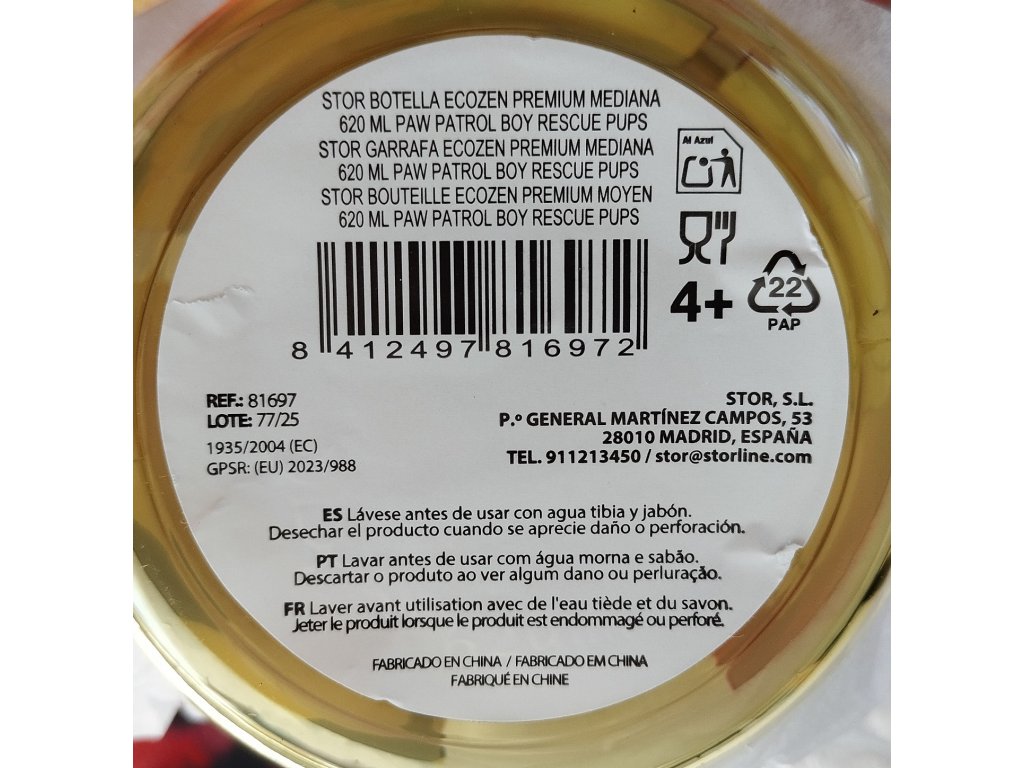 STOR BOTELLA ECOZEN PREMIUM MEDIANA
620 ML PAW PATROL BOY RESCUE PUPS
STOR GARRAFA ECOZEN PREMIUM MEDIANA
620 ML PAW PATROL BOY RESCUE PUPS
STOR BOUTEILLE ECOZEN PREMIUM MOYEN
620 ML PAW PATROL BOY RESCUE PUPS
Al Azul
4+
22
PAP
8 412497 816972
REF.: 81697
LOTE: 77/25
1935/2004 (EC)
GPSR: (EU) 2023/988
STOR, S.L.
P.º GENERAL MARTÍNEZ CAMPOS, 53
28010 MADRID, ESPAÑA
TEL. 911213450 / stor@storline.com
ES Lávese antes de usar con agua tibia y jabón.
Desechar el producto cuando se aprecie daño o perforación.
PT Lavar antes de usar com água morna e sabão.
Descartar o produto ao ver algum dano ou perluração.
FR Laver avant utilisation avec de l'eau tiède et du savon.
Jeter le produit lorsque le produit est endommagé ou perforé.
FABRICADO EN CHINA / FABRICADO EM CHINA
FABRIQUÉ EN CHINE